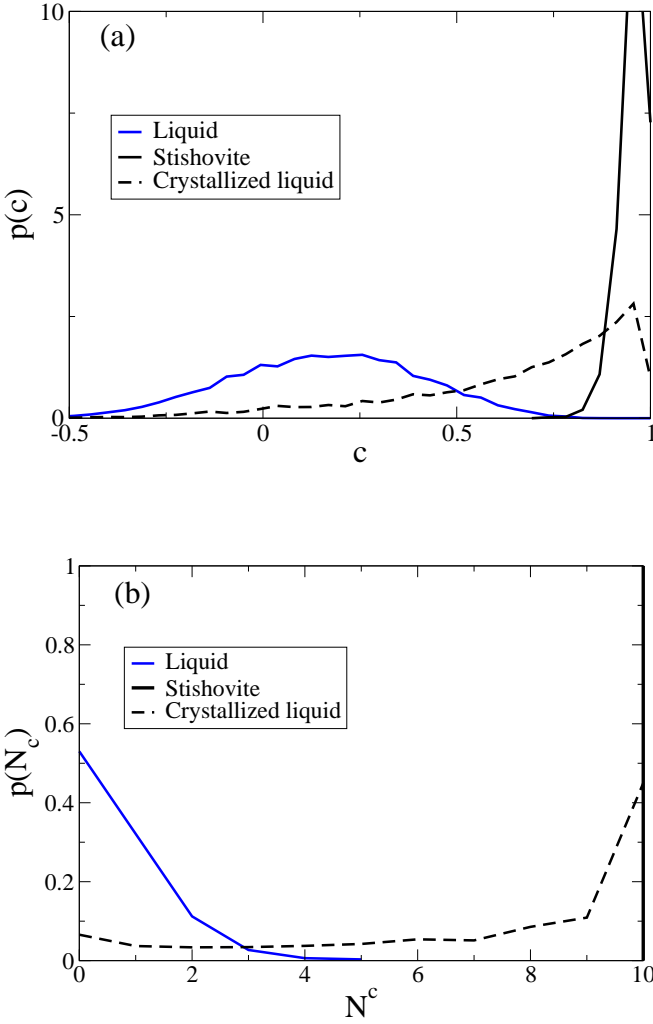 10
(a)
Liquid
Stishovite
Crystallized liquid
p(c)
5
0
-0.5 0 0.5 1
c
1
(b)
0.8
Liquid
Stishovite
Crystallized liquid
0.6
p(N_c)
0.4
0.2
0
0 2 4 6 8 10
N^c